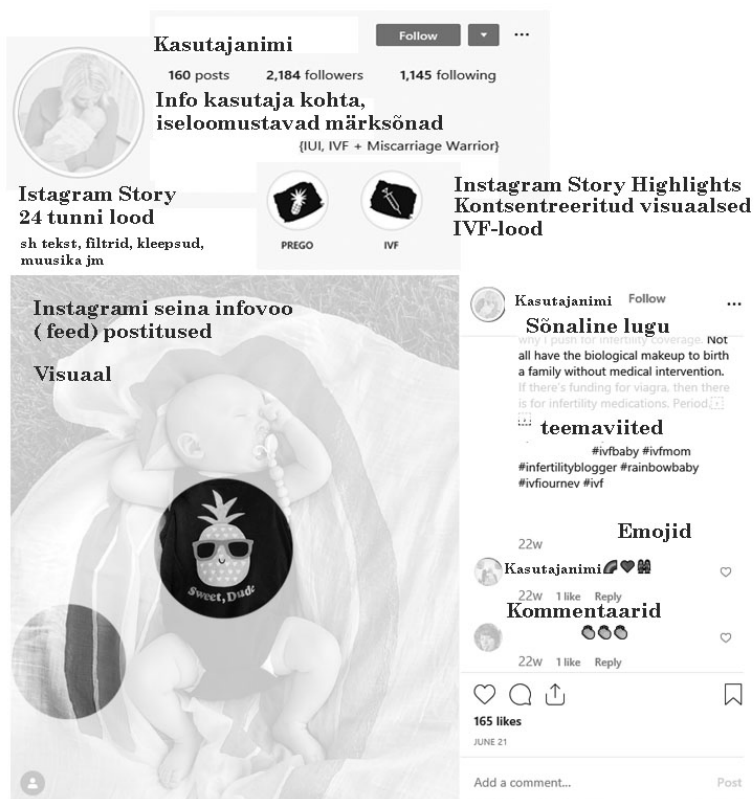 Kasutajanimi
Follow
160 posts 2,184 followers 1,145 following
Info kasutaja kohta,
iseloomustavad märksõnad
{IUI, IVF + Miscarriage Warrior}
Istagram Story
24 tunni lood
sh tekst, filtrid, kleepsud,
muusika jm
PREGO IVF
Instagram Story Highlights
Kontsentreeritud visuaalsed
IVF-lood
Instagrami seina infovoo
( feed) postitused
Visuaal
Sweet, Dude
Kasutajanimi Follow
Sõnaline lugu
why I push for infertility coverage. Not
all have the biological makeup to birth
a family without medical intervention.
If there's funding for viagra, then there
is for infertility medications. Period.
teemaviited
#ivfbaby #ivfmom
#infertilityblogger #rainbowbaby
#ivfjourney #ivf
Emojid
22w
Kasutajanimi
22w 1 like Reply
Kommentaarid
22w 1 like Reply
165 likes
JUNE 21
Add a comment... Post